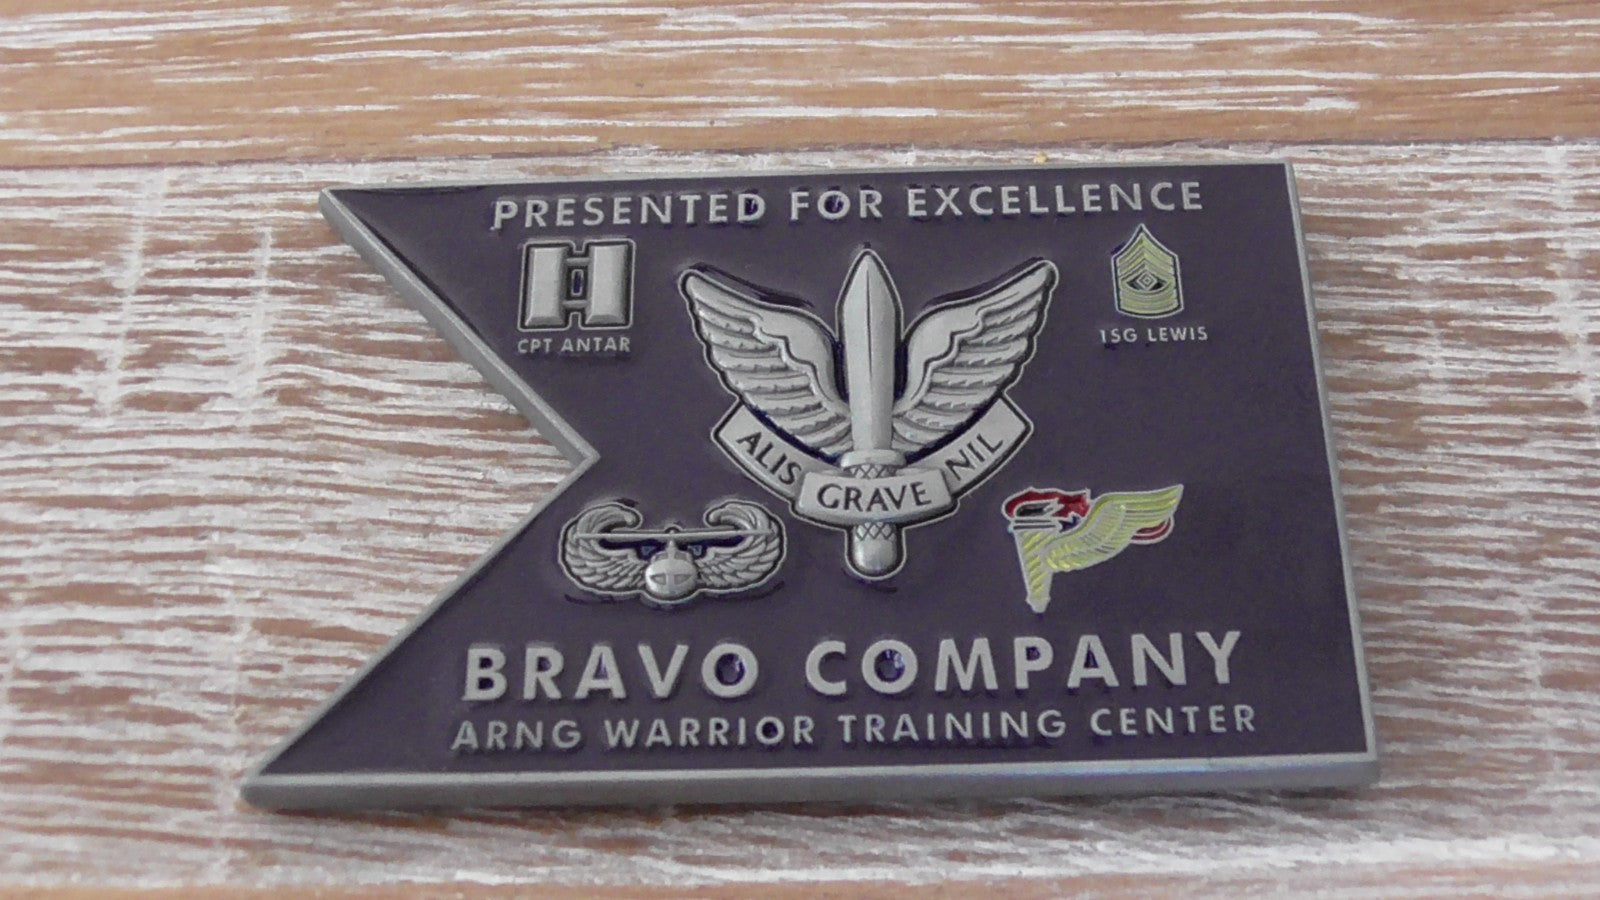 PRESENTED FOR EXCELLENCE
CPT ANTAR
1SG LEWIS
ALIS GRAVE NIL
BRAVO COMPANY
ARNG WARRIOR TRAINING CENTER